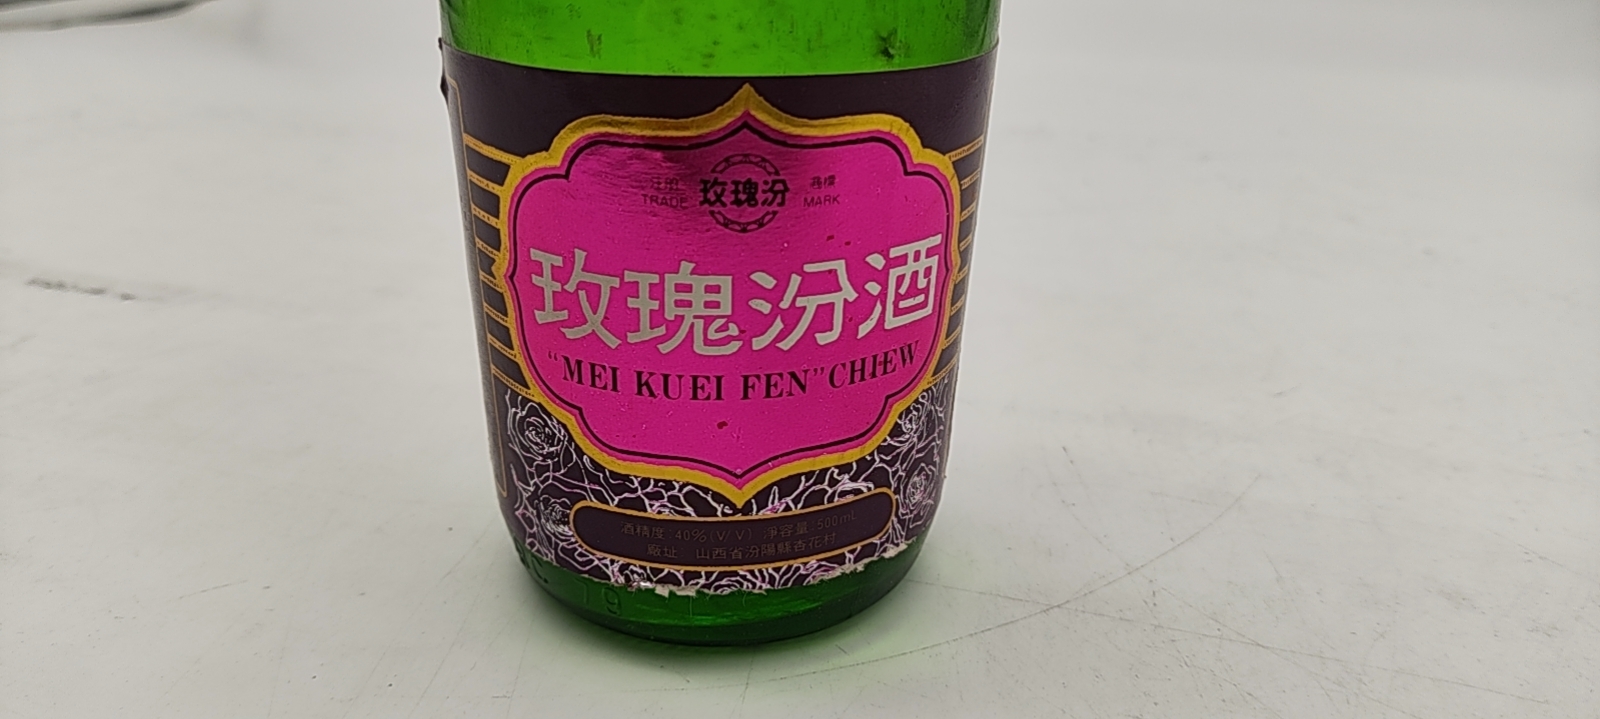 注册 玫瑰汾 商標
TRADE MARK
玫瑰汾酒
“MEI KUEI FEN” CHIEW
酒精度:40%(V/V) 淨容量:500mL
廠址 山西省汾陽縣杏花村
19